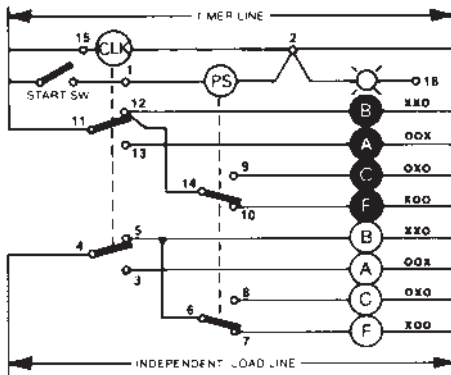 TIMER LINE
15 CLK 2
1 PS 18
START SW
12 B XXO
11
13 A OOX
9 C OXO
14
10 F XOO
5 B XXO
4
3 A OOX
8 C OXO
6
7 F XOO
INDEPENDENT LOAD LINE